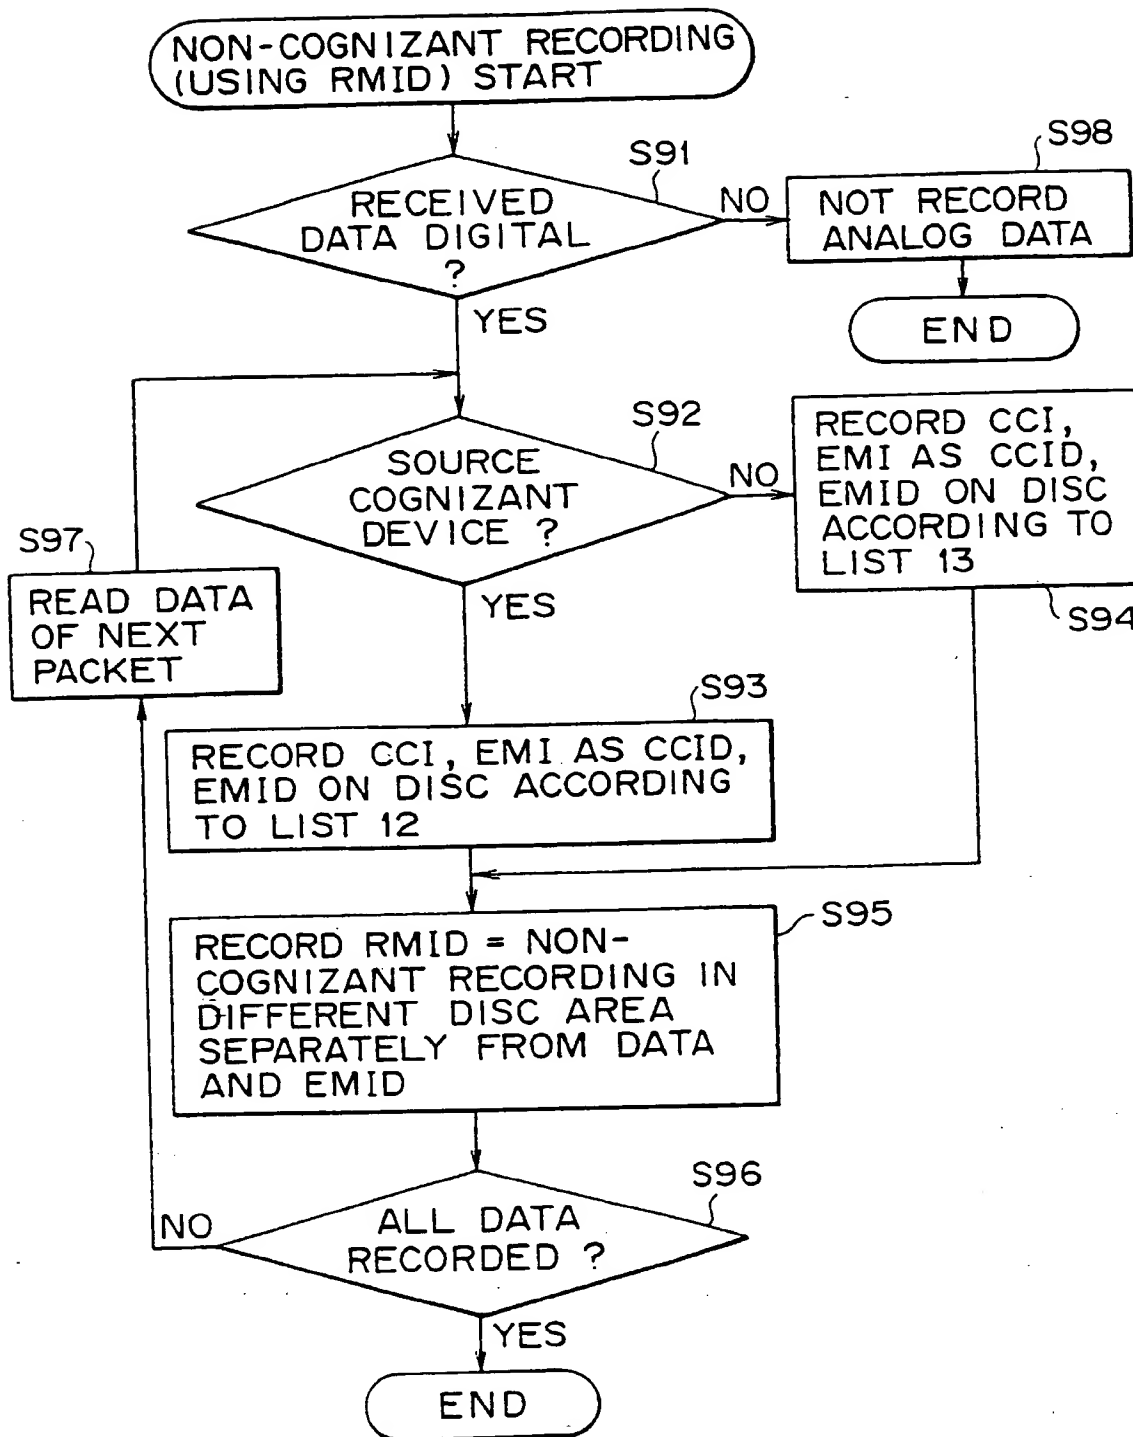 NON-COGNIZANT RECORDING
(USING RMID) START
S91
RECEIVED
DATA DIGITAL
?
NO
YES
S98
NOT RECORD
ANALOG DATA
END
S92
SOURCE
COGNIZANT
DEVICE ?
NO
YES
RECORD CCI,
EMI AS CCID,
EMID ON DISC
ACCORDING TO
LIST 13
S94
S97
READ DATA
OF NEXT
PACKET
S93
RECORD CCI, EMI AS CCID,
EMID ON DISC ACCORDING
TO LIST 12
S95
RECORD RMID = NON-
COGNIZANT RECORDING IN
DIFFERENT DISC AREA
SEPARATELY FROM DATA
AND EMID
S96
ALL DATA
RECORDED ?
NO
YES
END